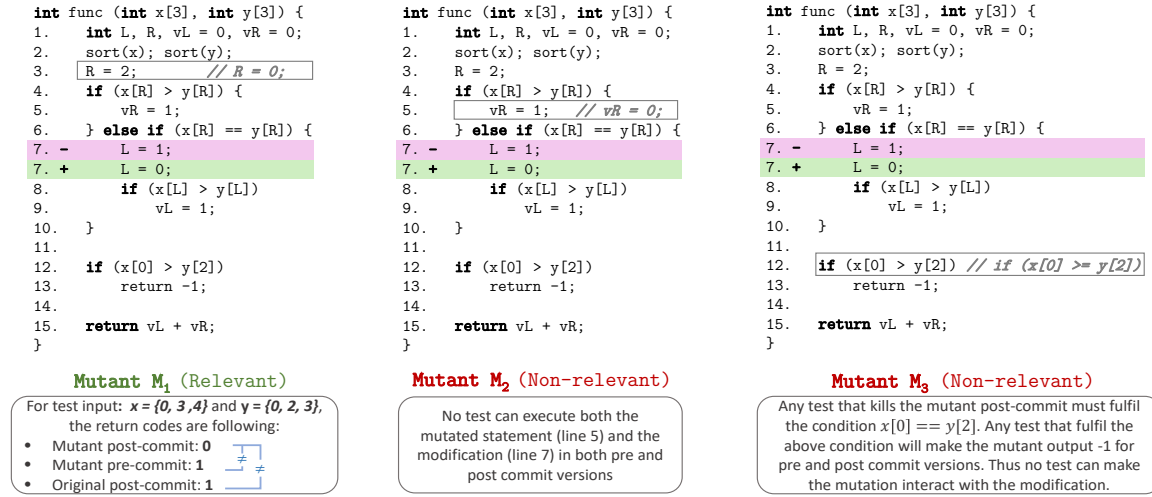 int func (int x[3], int y[3]) {
1. int L, R, vL = 0, vR = 0;
2. sort(x); sort(y);
3. R = 2; // R = 0;
4. if (x[R] > y[R]) {
5. vR = 1;
6. } else if (x[R] == y[R]) {
7. - L = 1;
7. + L = 0;
8. if (x[L] > y[L])
9. vL = 1;
10. }
11.
12. if (x[0] > y[2])
13. return -1;
14.
15. return vL + vR;
}
Mutant M1 (Relevant)
For test input: x = {0, 3 ,4} and y = {0, 2, 3},
the return codes are following:
• Mutant post-commit: 0
• Mutant pre-commit: 1
• Original post-commit: 1
≠
≠
int func (int x[3], int y[3]) {
1. int L, R, vL = 0, vR = 0;
2. sort(x); sort(y);
3. R = 2;
4. if (x[R] > y[R]) {
5. vR = 1; // vR = 0;
6. } else if (x[R] == y[R]) {
7. - L = 1;
7. + L = 0;
8. if (x[L] > y[L])
9. vL = 1;
10. }
11.
12. if (x[0] > y[2])
13. return -1;
14.
15. return vL + vR;
}
Mutant M2 (Non-relevant)
No test can execute both the
mutated statement (line 5) and the
modification (line 7) in both pre and
post commit versions
int func (int x[3], int y[3]) {
1. int L, R, vL = 0, vR = 0;
2. sort(x); sort(y);
3. R = 2;
4. if (x[R] > y[R]) {
5. vR = 1;
6. } else if (x[R] == y[R]) {
7. - L = 1;
7. + L = 0;
8. if (x[L] > y[L])
9. vL = 1;
10. }
11.
12. if (x[0] > y[2]) // if (x[0] >= y[2])
13. return -1;
14.
15. return vL + vR;
}
Mutant M3 (Non-relevant)
Any test that kills the mutant post-commit must fulfil
the condition x[0] == y[2]. Any test that fulfil the
above condition will make the mutant output -1 for
pre and post commit versions. Thus no test can make
the mutation interact with the modification.